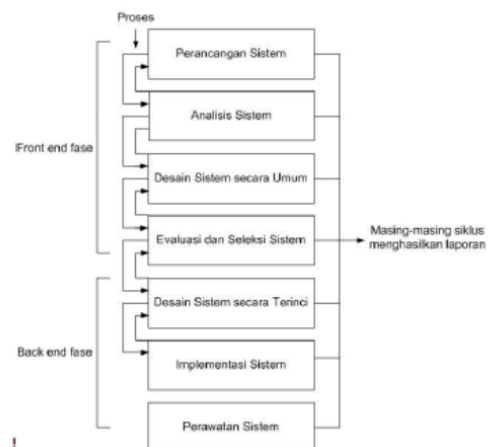 Proses
Perancangan Sistem
Analisis Sistem
Front end fase
Desain Sistem secara Umum
Evaluasi dan Seleksi Sistem
Masing-masing siklus
menghasilkan laporan
Desain Sistem secara Terinci
Back end fase
Implementasi Sistem
Perawatan Sistem